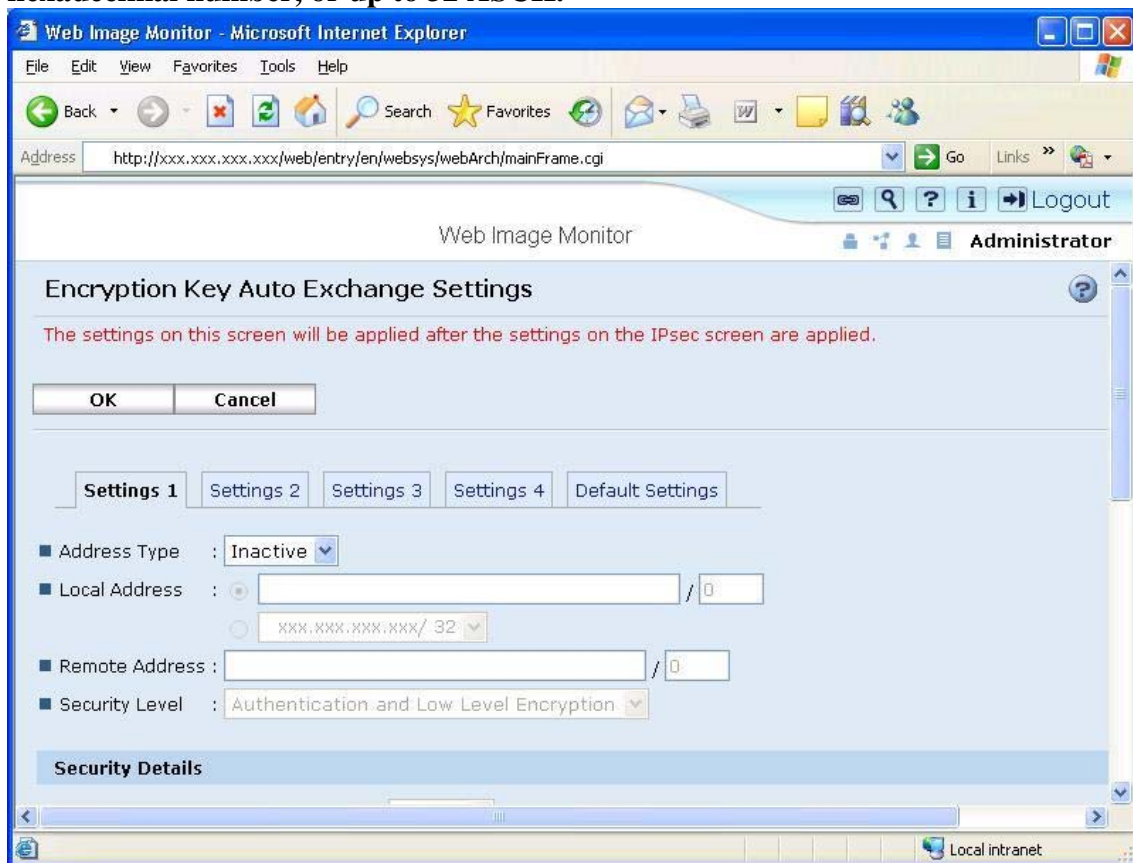 hexadecimal number, or up to 32 ASCII.
Web Image Monitor - Microsoft Internet Explorer
File Edit View Favorites Tools Help
Back Search Favorites
Address http://xxx.xxx.xxx.xxx/web/entry/en/websys/webArch/mainFrame.cgi Go Links »
? i Logout
Web Image Monitor Administrator
Encryption Key Auto Exchange Settings ?
The settings on this screen will be applied after the settings on the IPsec screen are applied.
OK Cancel
Settings 1 Settings 2 Settings 3 Settings 4 Default Settings
Address Type : Inactive
Local Address : / 0
xxx.xxx.xxx.xxx/ 32
Remote Address : / 0
Security Level : Authentication and Low Level Encryption
Security Details
Local intranet